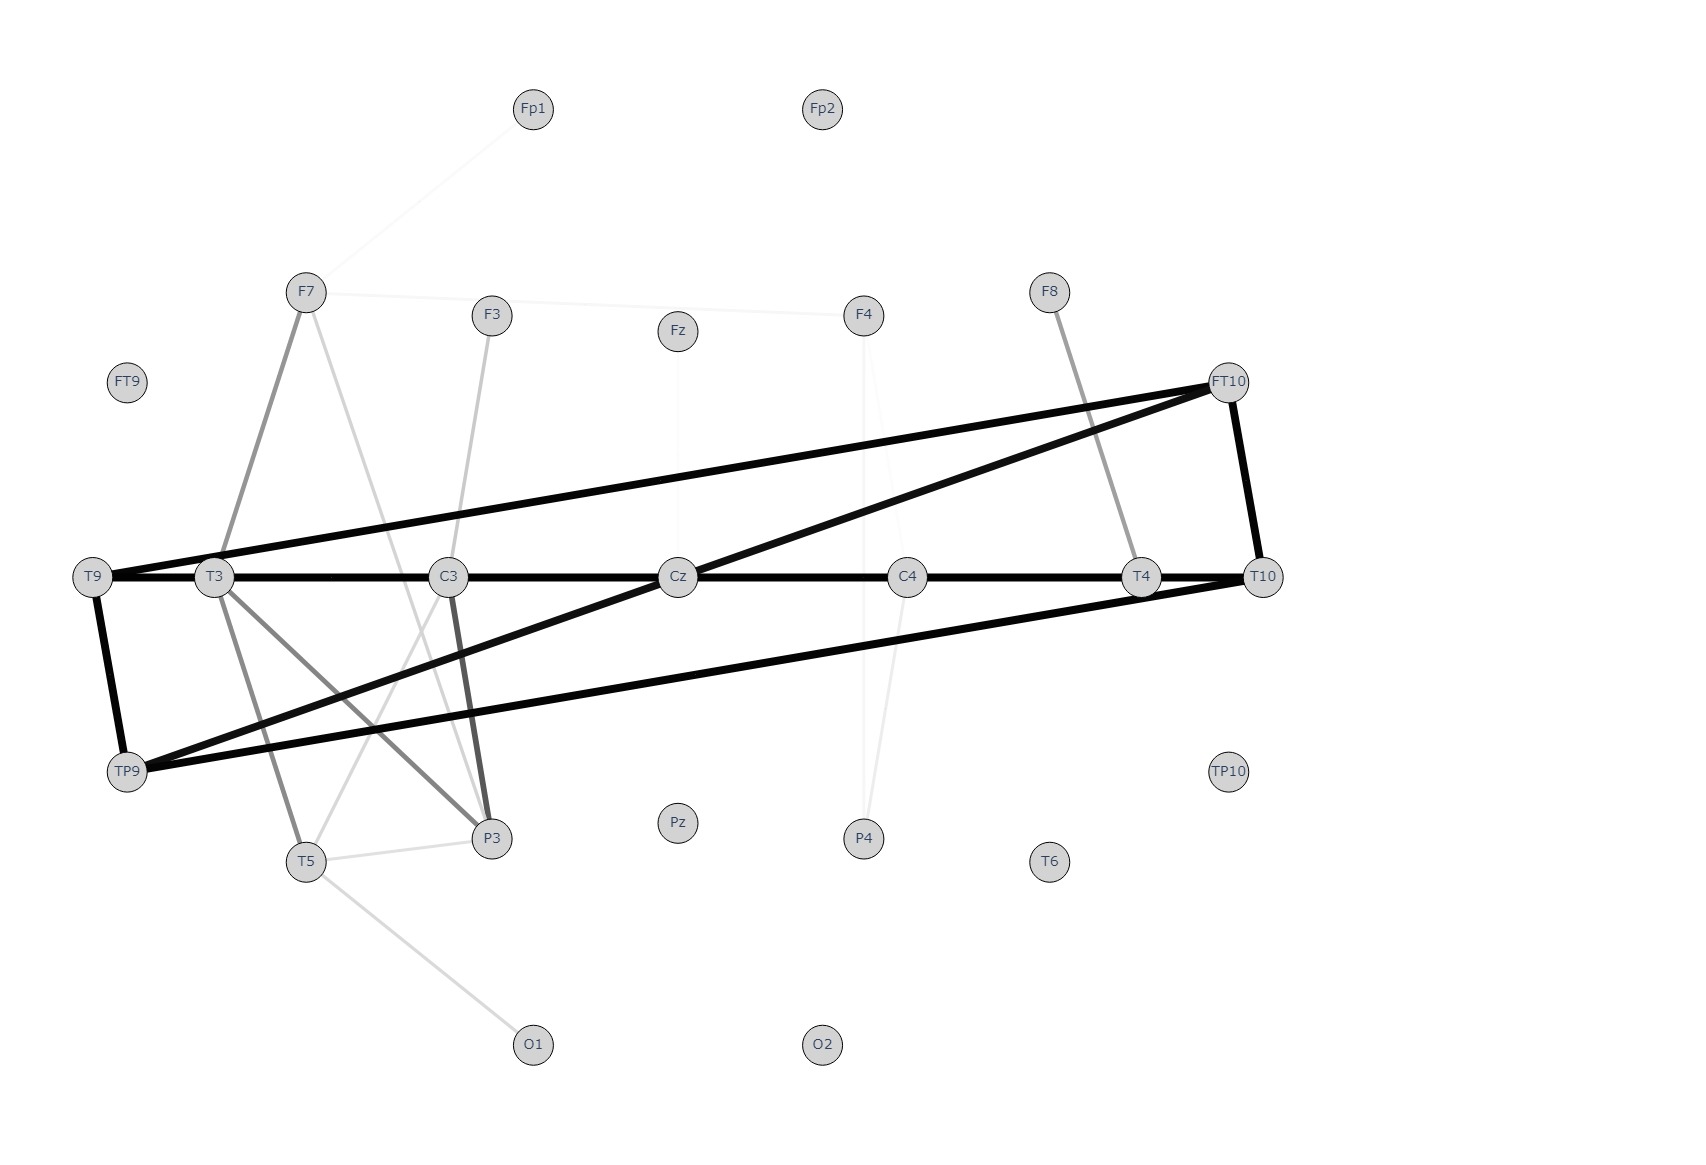 Fp1 Fp2
F7 F3 Fz F4 F8
FT9 FT10
T9 T3 C3 Cz C4 T4 T10
TP9 TP10
T5 P3 Pz P4 T6
O1 O2